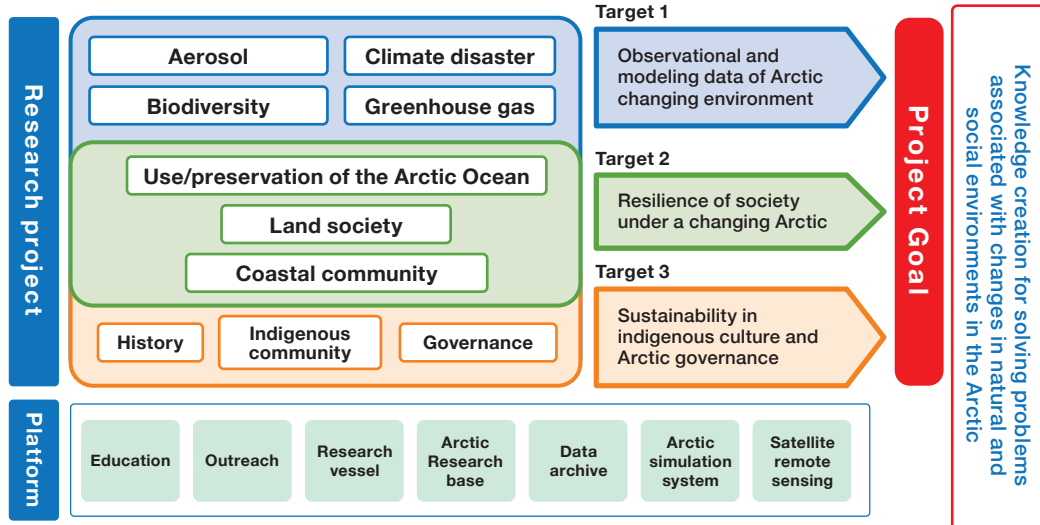 Research project
Aerosol
Climate disaster
Biodiversity
Greenhouse gas
Use/preservation of the Arctic Ocean
Land society
Coastal community
History
Indigenous
community
Governance
Target 1
Observational and
modeling data of Arctic
changing environment
Target 2
Resilience of society
under a changing Arctic
Target 3
Sustainability in
indigenous culture and
Arctic governance
Project Goal
Knowledge creation for solving problems
associated with changes in natural and
social environments in the Arctic
Platform
Education
Outreach
Research
vessel
Arctic
Research
base
Data
archive
Arctic
simulation
system
Satellite
remote
sensing